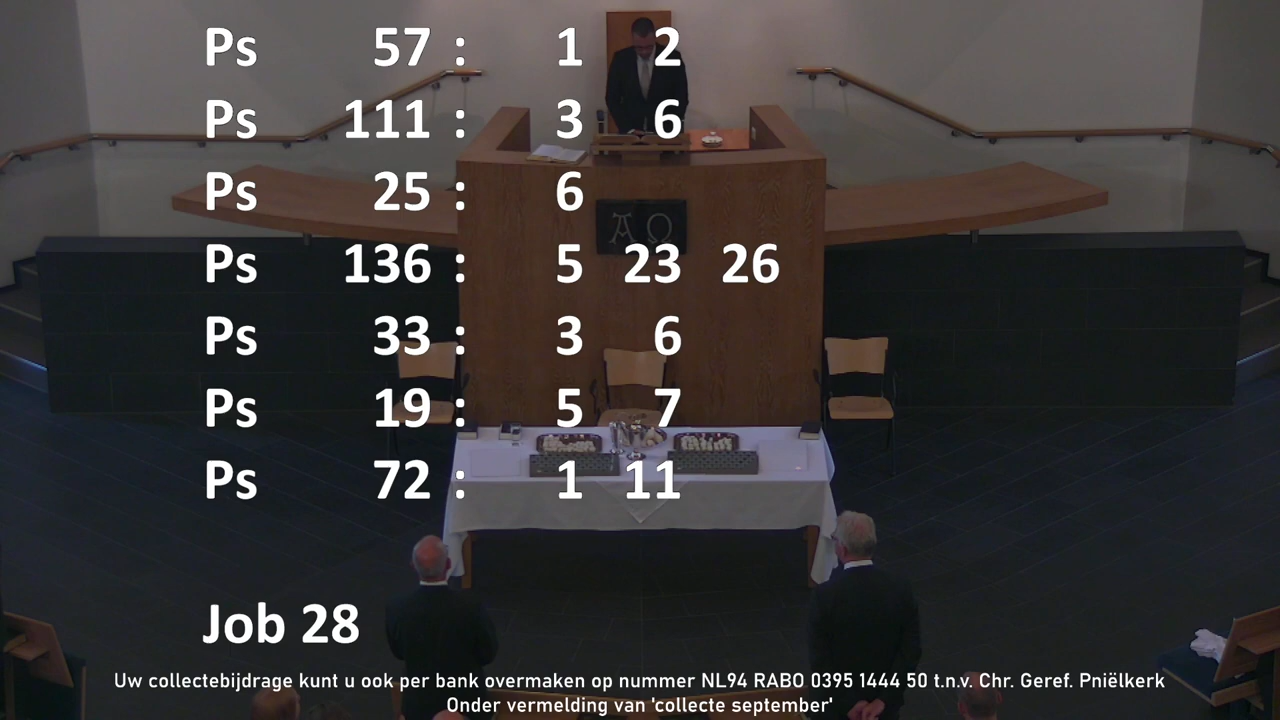 Ps 57 : 1 2
Ps 111 : 3 6
Ps 25 : 6
ΑΩ
Ps 136 : 5 23 26
Ps 33 : 3 6
Ps 19 : 5 7
Ps 72 : 1 11
Job 28
Uw collectebijdrage kunt u ook per bank overmaken op nummer NL94 RABO 0395 1444 50 t.n.v. Chr. Geref. Pniëlkerk
Onder vermelding van 'collecte september'